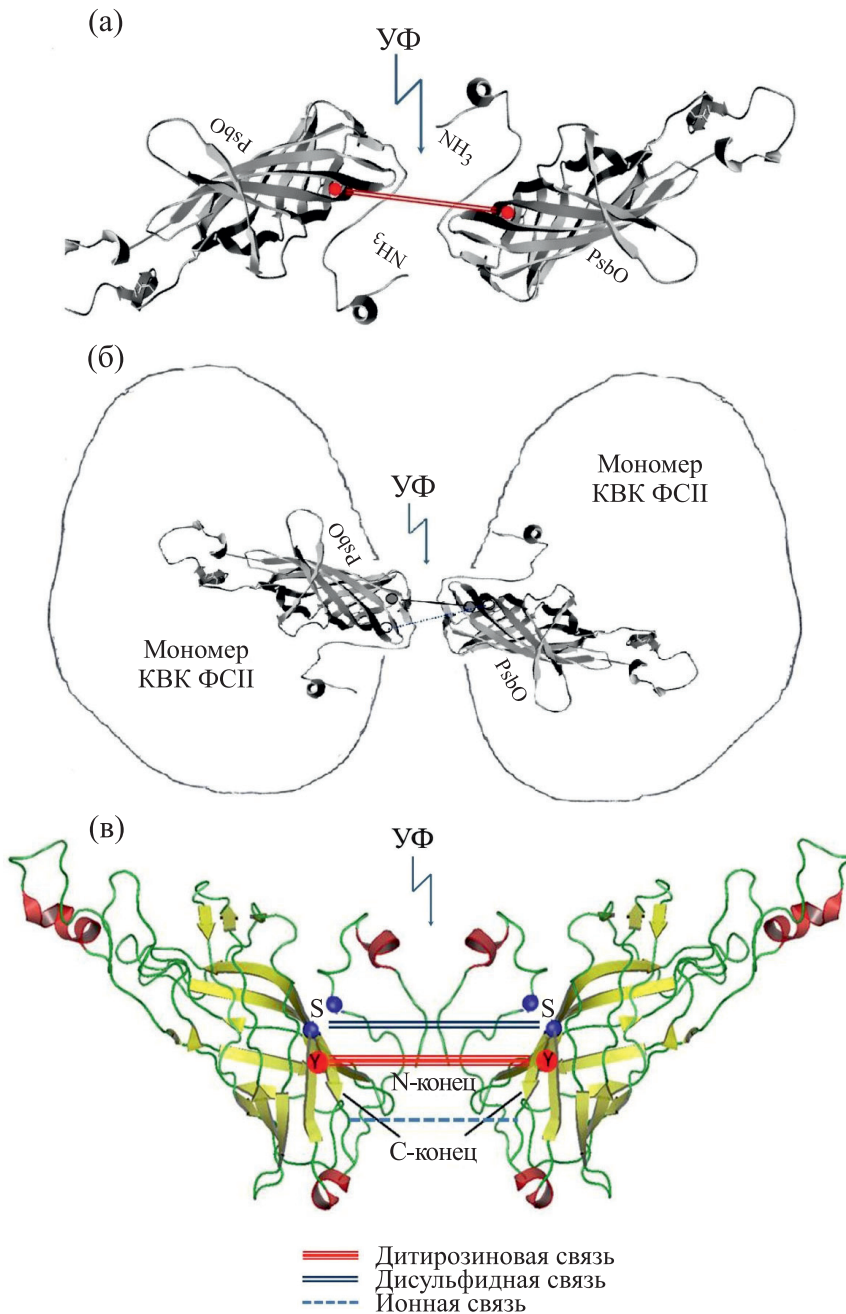 (а)
УФ
PsbO
NH3
NH3
PsbO
(б)
УФ
Мономер
КВК ФСII
PsbO
Мономер
КВК ФСII
PsbO
(в)
УФ
S
S
Y
Y
N-конец
С-конец
Дитирозиновая связь
Дисульфидная связь
Ионная связь